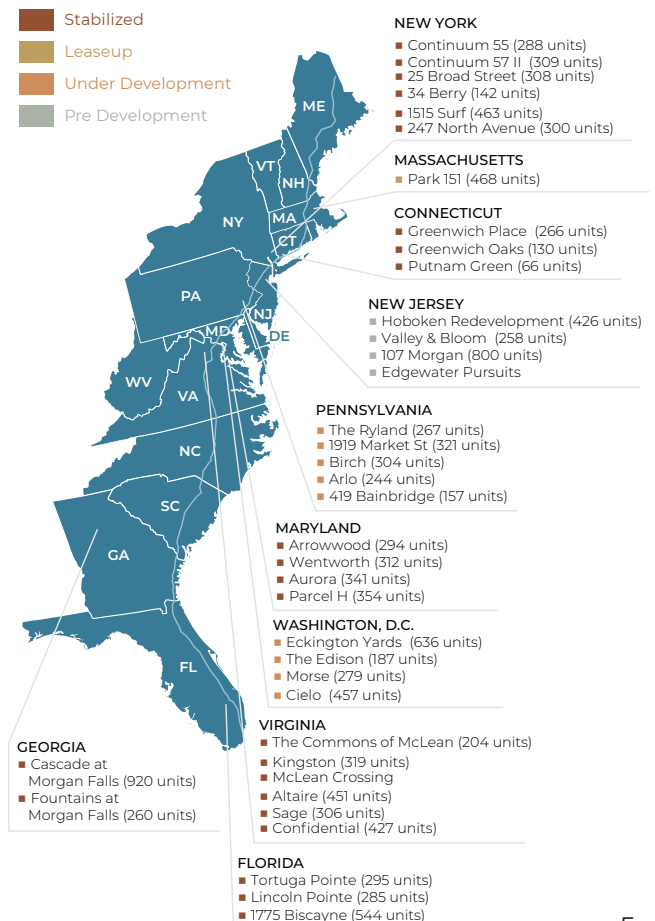 Stabilized
Leaseup
Under Development
Pre Development
NEW YORK
Continuum 55 (288 units)
Continuum 57 II (309 units)
25 Broad Street (308 units)
34 Berry (142 units)
1515 Surf (463 units)
247 North Avenue (300 units)
MASSACHUSETTS
Park 151 (468 units)
CONNECTICUT
Greenwich Place (266 units)
Greenwich Oaks (130 units)
Putnam Green (66 units)
NEW JERSEY
Hoboken Redevelopment (426 units)
Valley & Bloom (258 units)
107 Morgan (800 units)
Edgewater Pursuits
PENNSYLVANIA
The Ryland (267 units)
1919 Market St (321 units)
Birch (304 units)
Arlo (244 units)
419 Bainbridge (157 units)
MARYLAND
Arrowwood (294 units)
Wentworth (312 units)
Aurora (341 units)
Parcel H (354 units)
WASHINGTON, D.C.
Eckington Yards (636 units)
The Edison (187 units)
Morse (279 units)
Cielo (457 units)
VIRGINIA
The Commons of McLean (204 units)
Kingston (319 units)
McLean Crossing
Altaire (451 units)
Sage (306 units)
Confidential (427 units)
GEORGIA
Cascade at
Morgan Falls (920 units)
Fountains at
Morgan Falls (260 units)
FLORIDA
Tortuga Pointe (295 units)
Lincoln Pointe (285 units)
1775 Biscayne (544 units)
ME
VT
NH
NY
MA
CT
PA
NJ
MD
DE
WV
VA
NC
SC
GA
FL